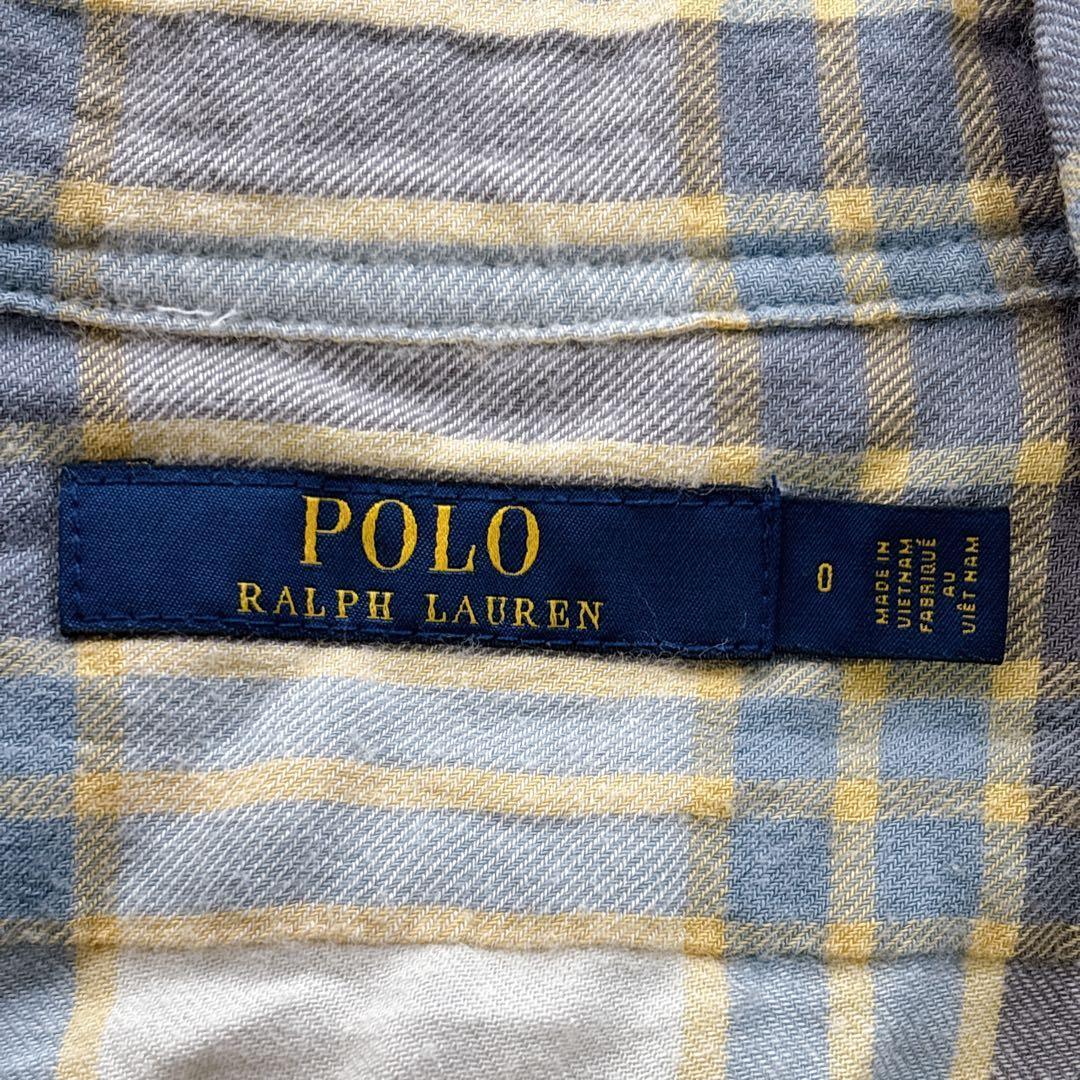 POLO
RALPH LAUREN
0
MADE IN
VIETNAM
FABRIQUÉ
AU
VIÊT NAM